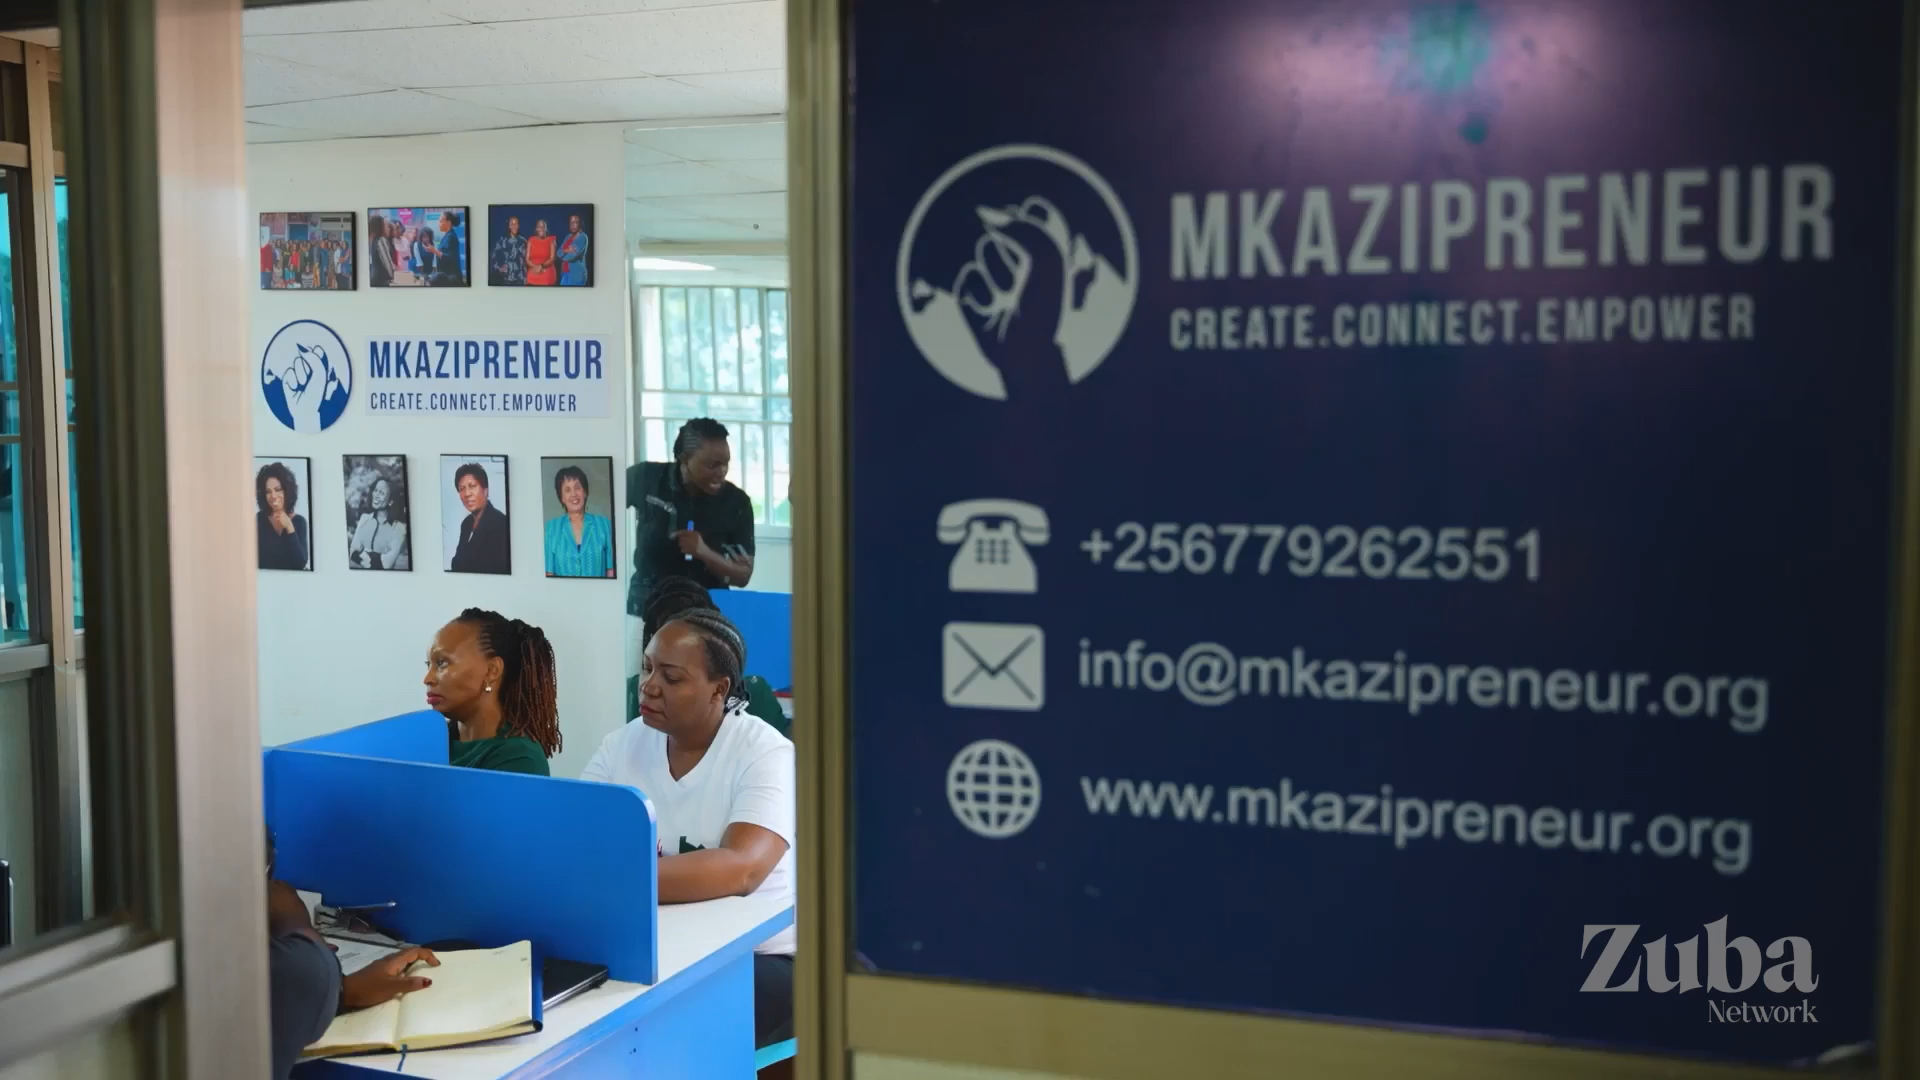 MKAZIPRENEUR
CREATE.CONNECT.EMPOWER
MKAZIPRENEUR
CREATE.CONNECT.EMPOWER
+256779262551
info@mkazipreneur.org
www.mkazipreneur.org
Zuba
Network